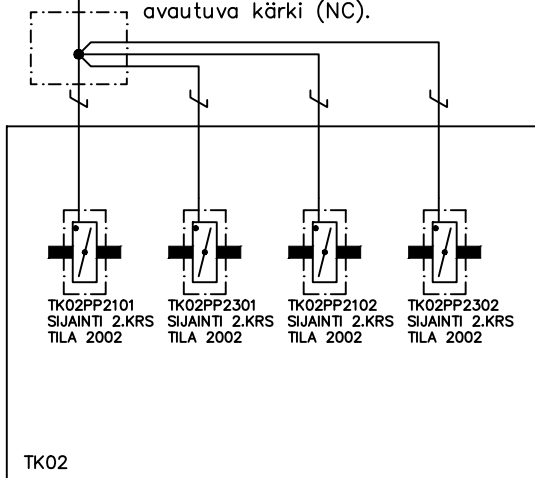 avautuva kärki (NC).
TK02PP2101
SIJAINTI 2.KRS
TILA 2002
TK02PP2301
SIJAINTI 2.KRS
TILA 2002
TK02PP2102
SIJAINTI 2.KRS
TILA 2002
TK02PP2302
SIJAINTI 2.KRS
TILA 2002
TK02